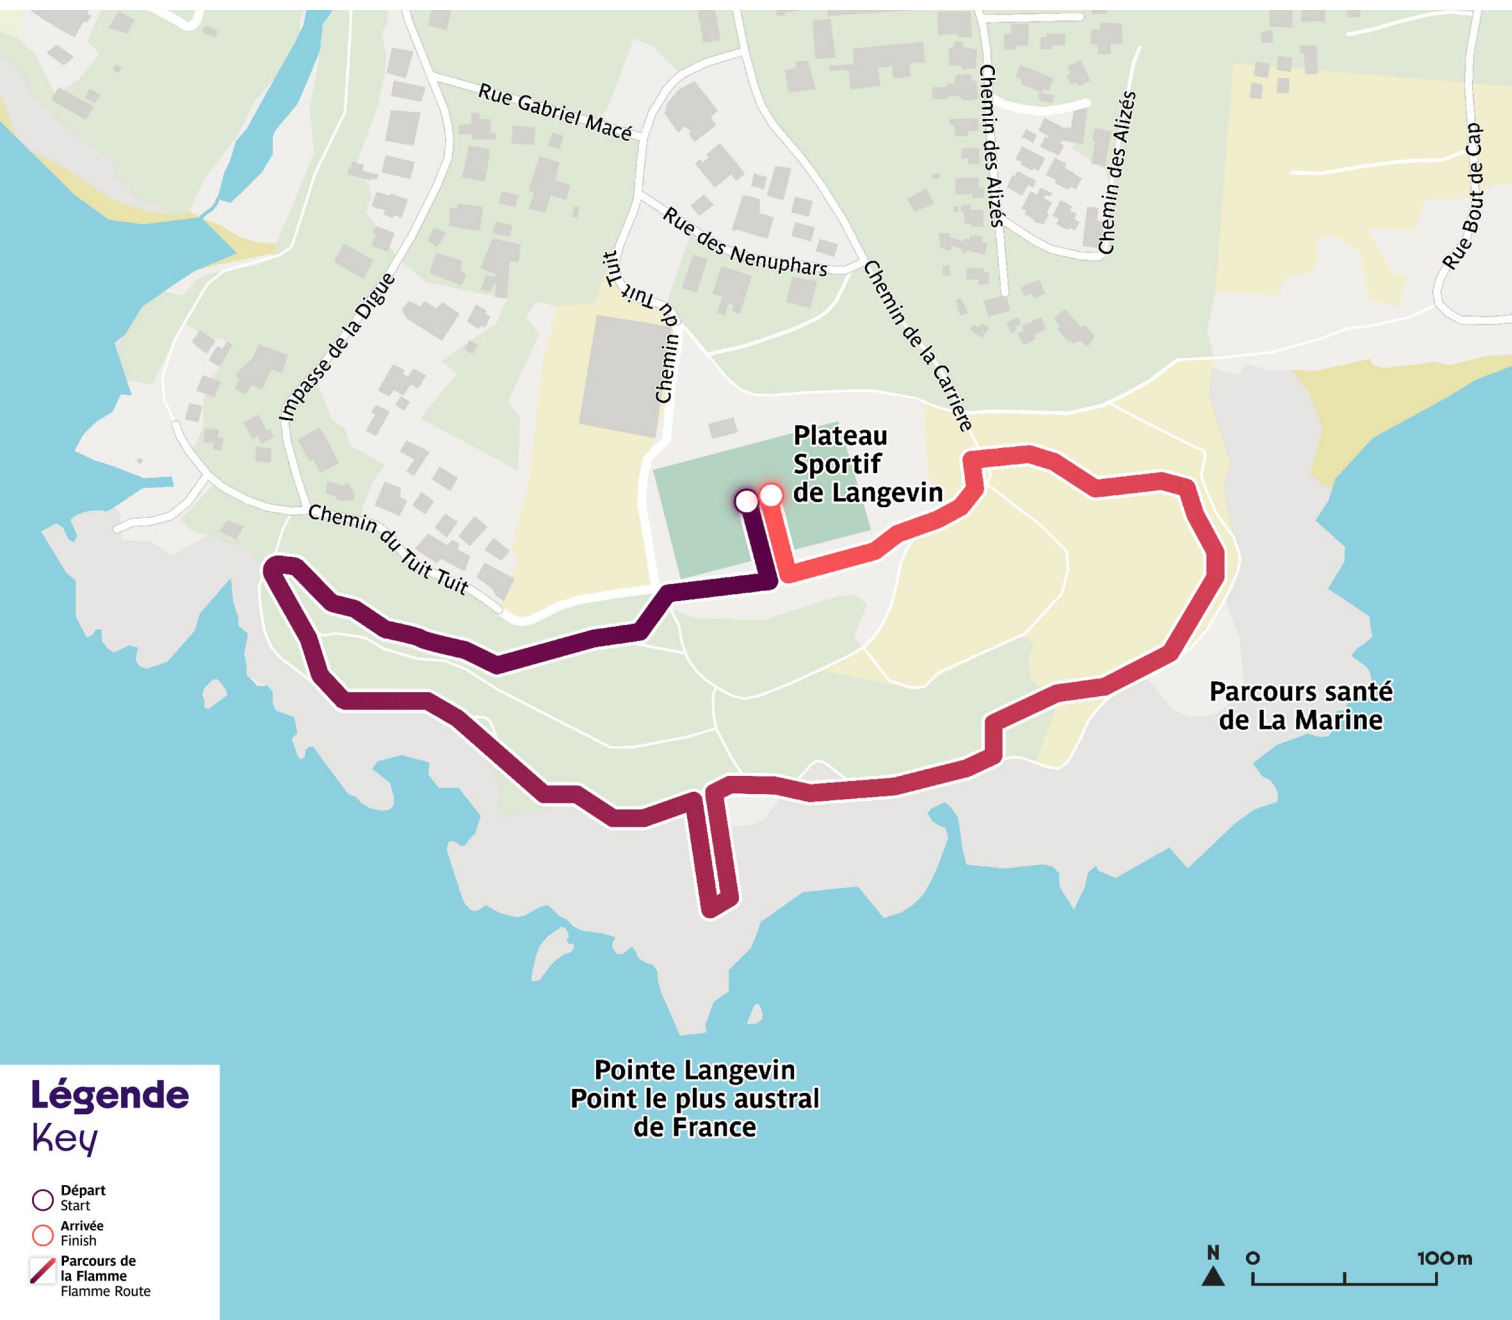 Rue Gabriel Macé
Chemin des Alizés
Chemin des Alizés
Rue Bout de Cap
Rue des Nenuphars
Chemin du Tuit Tuit
Impasse de la Digue
Chemin de la Carriere
Plateau
Sportif
de Langevin
Chemin du Tuit Tuit
Parcours santé
de La Marine
Pointe Langevin
Point le plus austral
de France
Légende
Key
Départ
Start
Arrivée
Finish
Parcours de
la Flamme
Flamme Route
N
0
100m